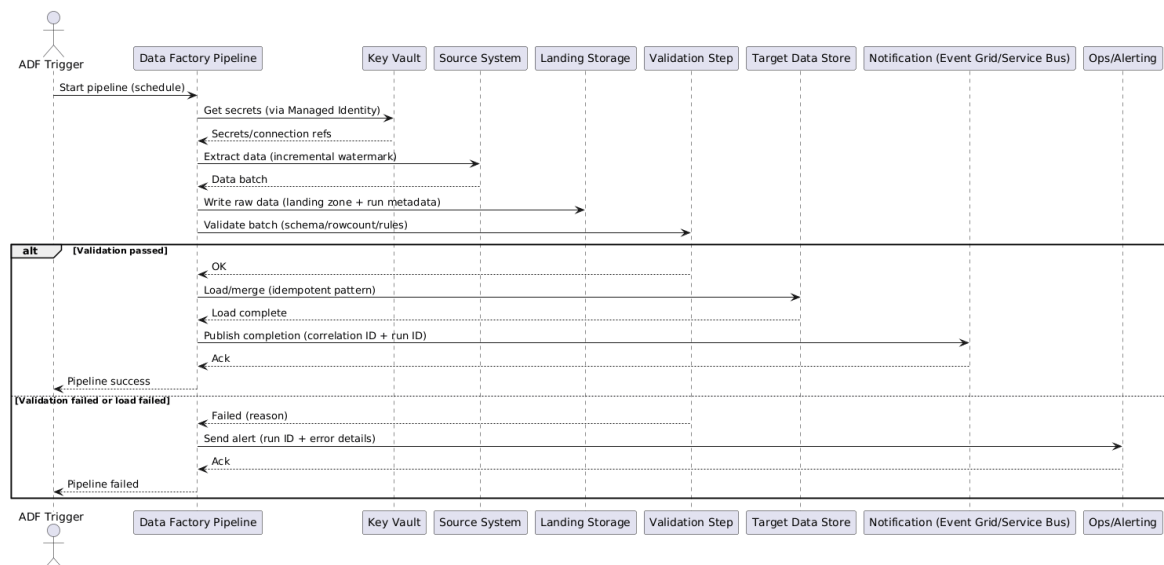 ADF Trigger
Data Factory Pipeline
Key Vault
Source System
Landing Storage
Validation Step
Target Data Store
Notification (Event Grid/Service Bus)
Ops/Alerting
Start pipeline (schedule)
Get secrets (via Managed Identity)
Secrets/connection refs
Extract data (incremental watermark)
Data batch
Write raw data (landing zone + run metadata)
Validate batch (schema/rowcount/rules)
alt [Validation passed]
OK
Load/merge (idempotent pattern)
Load complete
Publish completion (correlation ID + run ID)
Ack
Pipeline success
[Validation failed or load failed]
Failed (reason)
Send alert (run ID + error details)
Ack
Pipeline failed
ADF Trigger
Data Factory Pipeline
Key Vault
Source System
Landing Storage
Validation Step
Target Data Store
Notification (Event Grid/Service Bus)
Ops/Alerting